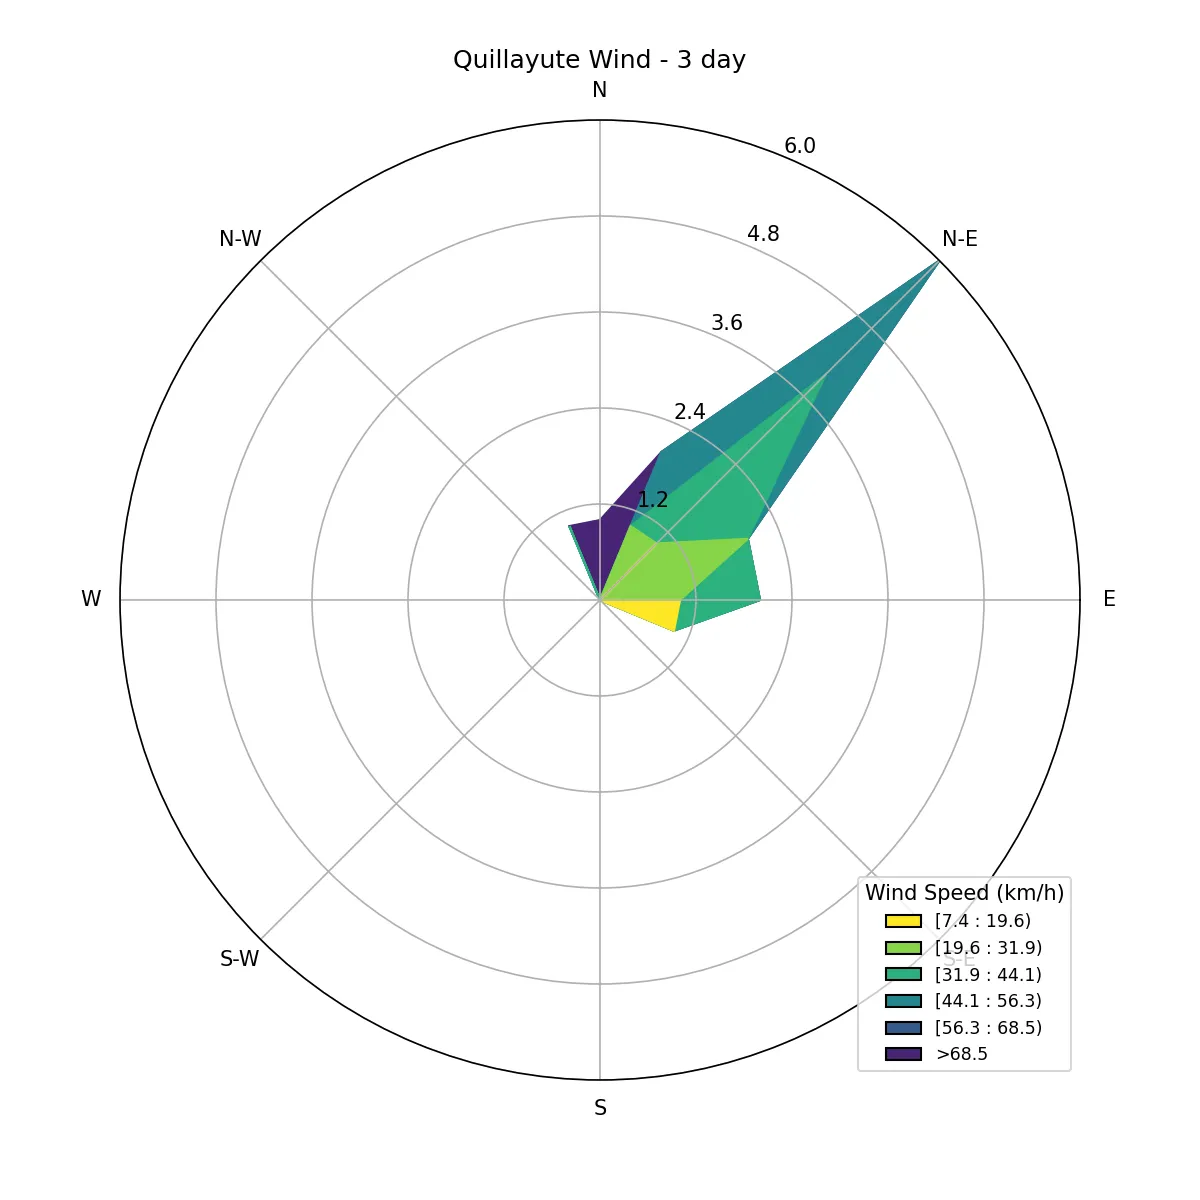 Quillayute Wind - 3 day
N
6.0
N-W
4.8
N-E
3.6
2.4
1.2
W
E
S-W
S-E
S
Wind Speed (km/h)
[7.4 : 19.6)
[19.6 : 31.9)
[31.9 : 44.1)
[44.1 : 56.3)
[56.3 : 68.5)
>68.5